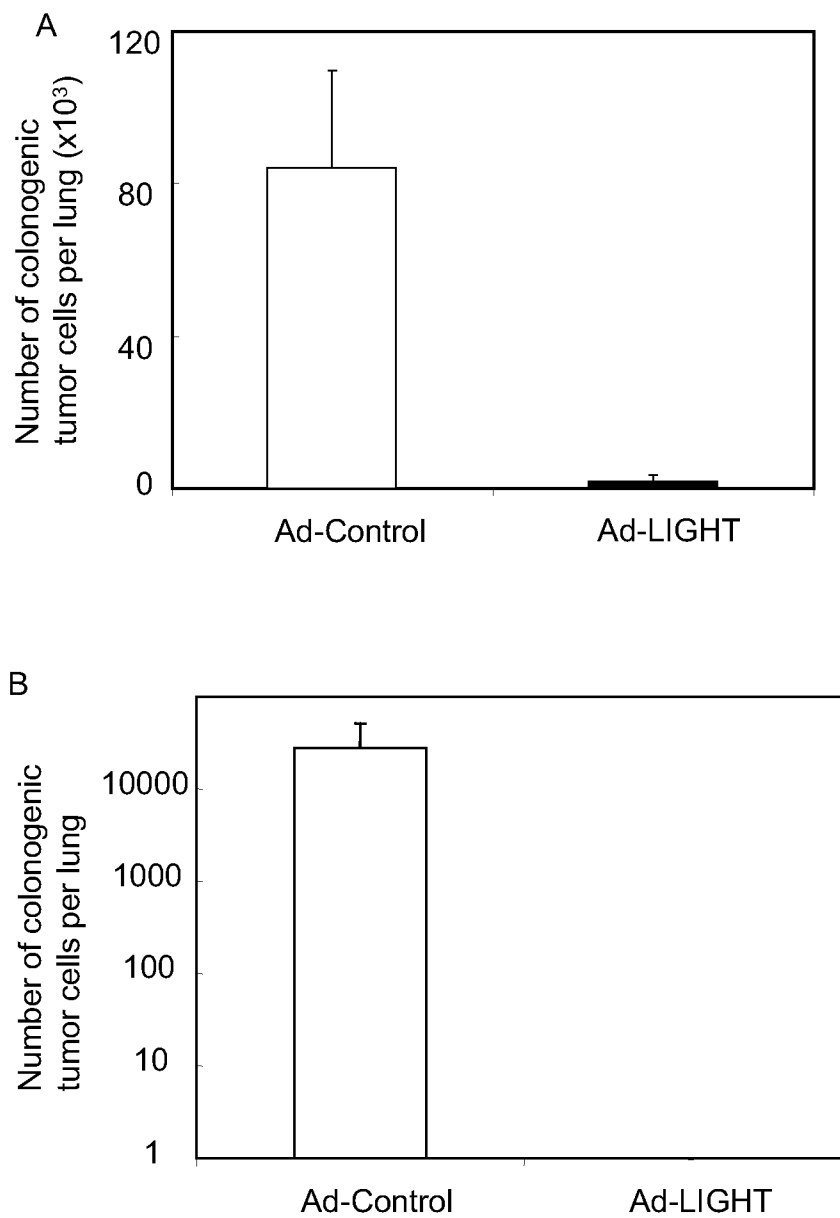 A
Number of colonogenic
tumor cells per lung (x10³)
120
80
40
0
Ad-Control Ad-LIGHT
B
Number of colonogenic
tumor cells per lung
10000
1000
100
10
1
Ad-Control Ad-LIGHT